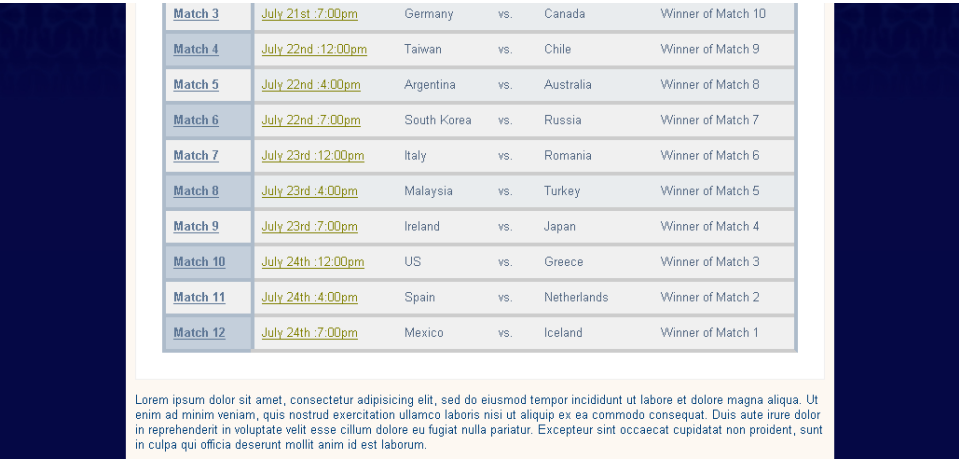 Match 3 July 21st :7:00pm Germany vs. Canada Winner of Match 10
Match 4 July 22nd :12:00pm Taiwan vs. Chile Winner of Match 9
Match 5 July 22nd :4:00pm Argentina vs. Australia Winner of Match 8
Match 6 July 22nd :7:00pm South Korea vs. Russia Winner of Match 7
Match 7 July 23rd :12:00pm Italy vs. Romania Winner of Match 6
Match 8 July 23rd :4:00pm Malaysia vs. Turkey Winner of Match 5
Match 9 July 23rd :7:00pm Ireland vs. Japan Winner of Match 4
Match 10 July 24th :12:00pm US vs. Greece Winner of Match 3
Match 11 July 24th :4:00pm Spain vs. Netherlands Winner of Match 2
Match 12 July 24th :7:00pm Mexico vs. Iceland Winner of Match 1
Lorem ipsum dolor sit amet, consectetur adipisicing elit, sed do eiusmod tempor incididunt ut labore et dolore magna aliqua. Ut
enim ad minim veniam, quis nostrud exercitation ullamco laboris nisi ut aliquip ex ea commodo consequat. Duis aute irure dolor
in reprehenderit in voluptate velit esse cillum dolore eu fugiat nulla pariatur. Excepteur sint occaecat cupidatat non proident, sunt
in culpa qui officia deserunt mollit anim id est laborum.